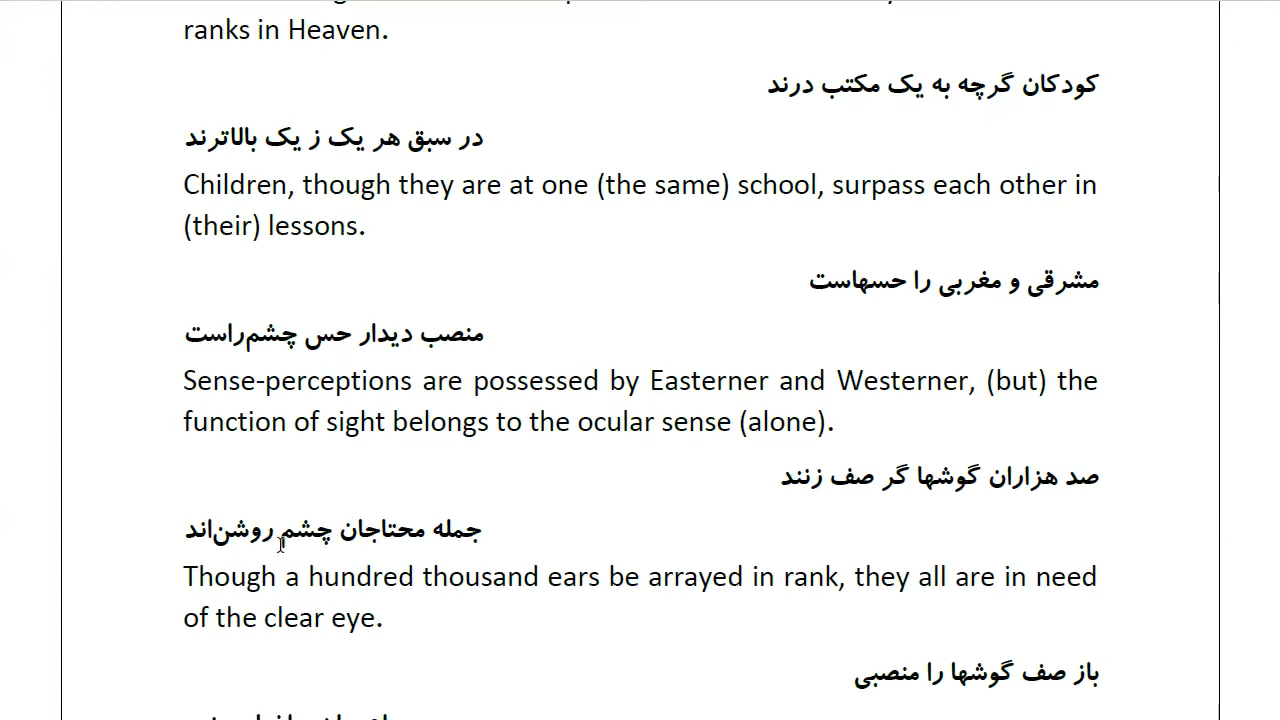 ranks in Heaven.
کودکان گرچه به یک مکتب درند
در سبق هر یک ز یک بالاترند
Children, though they are at one (the same) school, surpass each other in
(their) lessons.
مشرقی و مغربی را حسهاست
منصب دیدار حس چشم‌راست
Sense-perceptions are possessed by Easterner and Westerner, (but) the
function of sight belongs to the ocular sense (alone).
صد هزاران گوشها گر صف زنند
جمله محتاجان چشم روشن‌اند
Though a hundred thousand ears be arrayed in rank, they all are in need
of the clear eye.
باز صف گوشها را منصبی